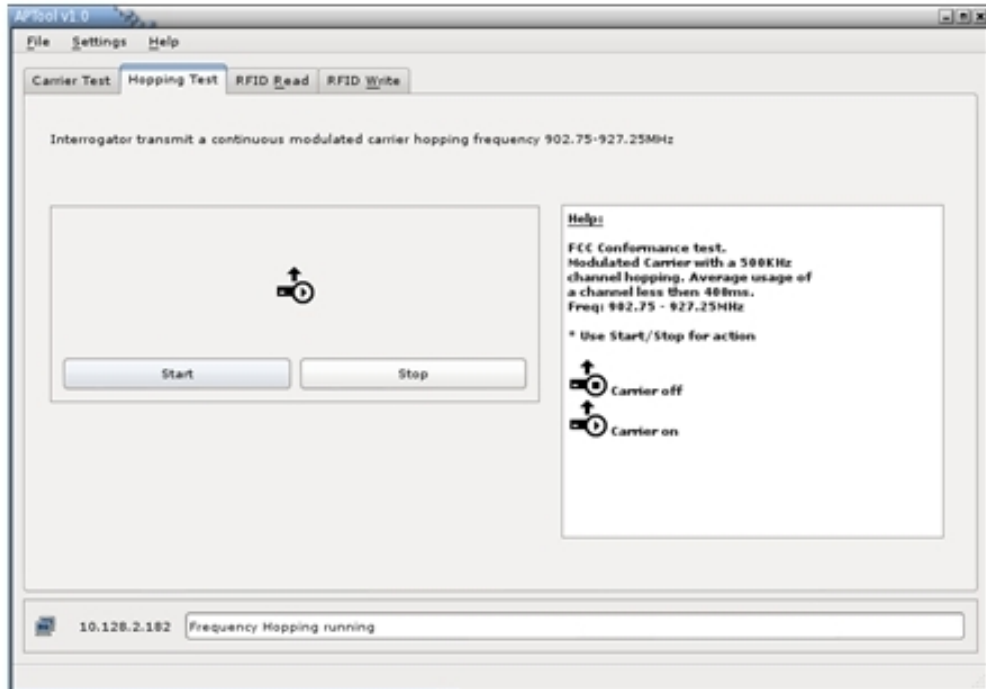 APTool v1.0
File Settings Help
Carrier Test Hopping Test RFID Read RFID Write
Interrogator transmit a continuous modulated carrier hopping frequency 902.75-927.25MHz
Help:
FCC Conformance test.
Modulated Carrier with a 500KHz
channel hopping. Average usage of
a channel less then 400ms.
Freq: 902.75 - 927.25MHz
* Use Start/Stop for action
Carrier off
Carrier on
Start Stop
10.128.2.182 Frequency Hopping running